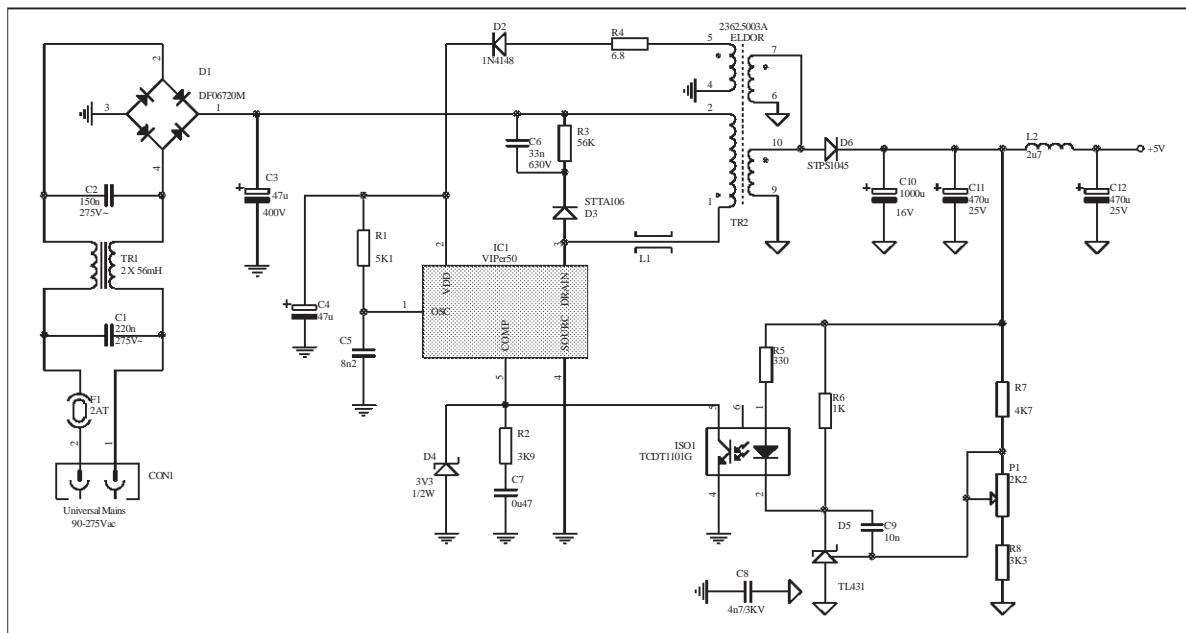 D2
1N4148
R4
6.8
2362.5003A
ELDOR
5
4
7
6
2
D1
DF06720M
3
1
4
2
10
9
1
TR2
D6
STPS1045
L2
2u7
+5V
C6
33n
630V
R3
56K
C3
47u
400V
C2
150n
275V~
STTA106
D3
C10
1000u
16V
C11
470u
25V
C12
470u
25V
TR1
2 X 56mH
R1
5K1
2
IC1
VIPer50
3
L1
VDD
DRAIN
OSC
1
COMP
SOURC
C4
47u
C1
220n
275V~
C5
8n2
5
4
R5
330
R6
1K
R7
4K7
F1
2AT
2
1
CON1
Universal Mains
90-275Vac
D4
3V3
1/2W
R2
3K9
C7
0u47
5
6
1
ISO1
TCDT1101G
4
2
P1
2K2
D5
C9
10n
R8
3K3
TL431
C8
4n7/3KV